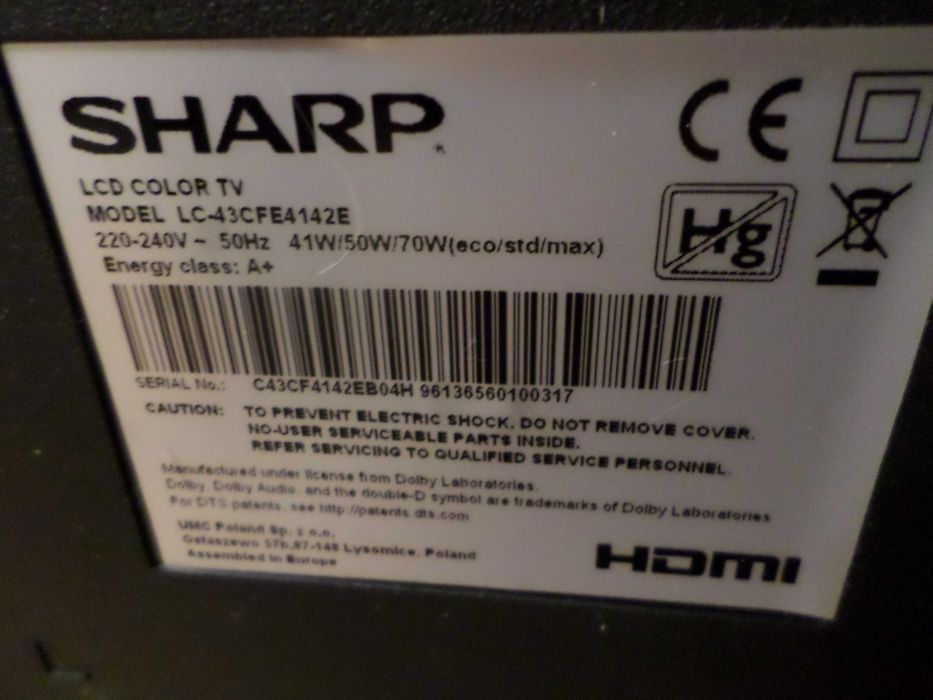 SHARP
LCD COLOR TV
MODEL LC-43CFE4142E
220-240V ~ 50Hz 41W/50W/70W(eco/std/max)
Energy class: A+
CE
Hg
SERIAL No.: C43CF4142EB04H 96136560100317
CAUTION: TO PREVENT ELECTRIC SHOCK, DO NOT REMOVE COVER.
NO-USER SERVICEABLE PARTS INSIDE.
REFER SERVICING TO QUALIFIED SERVICE PERSONNEL.
Manufactured under license from Dolby Laboratories.
Dolby, Dolby Audio, and the double-D symbol are trademarks of Dolby Laboratories
For DTS patents, see http://patents.dts.com
UMC Poland Sp. z o.o.
Ostaszewo 57b,87-148 Lysomice, Poland
Assembled in Europe
HDMI